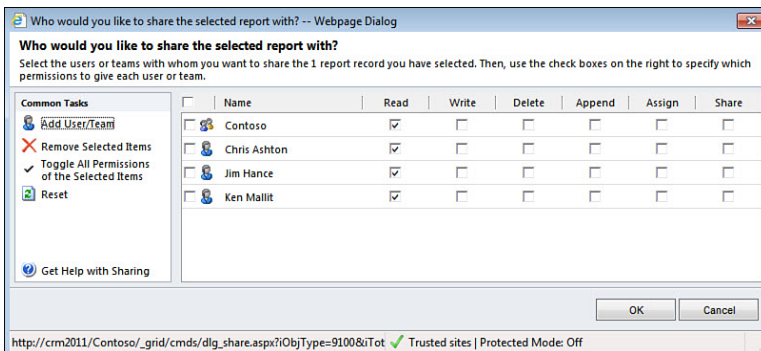 Who would you like to share the selected report with? -- Webpage Dialog
Who would you like to share the selected report with?
Select the users or teams with whom you want to share the 1 report record you have selected. Then, use the check boxes on the right to specify which
permissions to give each user or team.
Common Tasks
Add User/Team
Remove Selected Items
Toggle All Permissions
of the Selected Items
Reset
Get Help with Sharing
Name Read Write Delete Append Assign Share
Contoso
Chris Ashton
Jim Hance
Ken Mallit
OK Cancel
http://crm2011/Contoso/_grid/cmds/dlg_share.aspx?iObjType=9100&iTot Trusted sites | Protected Mode: Off